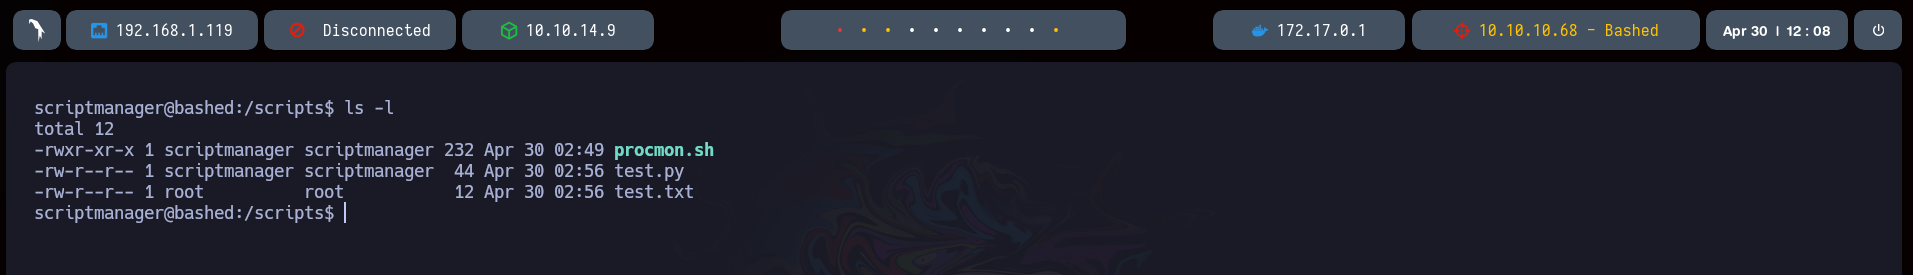 192.168.1.119 Disconnected 10.10.14.9 172.17.0.1 10.10.10.68 - Bashed Apr 30 | 12 : 08
scriptmanager@bashed:/scripts$ ls -l
total 12
-rwxr-xr-x 1 scriptmanager scriptmanager 232 Apr 30 02:49 procmon.sh
-rw-r--r-- 1 scriptmanager scriptmanager  44 Apr 30 02:56 test.py
-rw-r--r-- 1 root          root           12 Apr 30 02:56 test.txt
scriptmanager@bashed:/scripts$